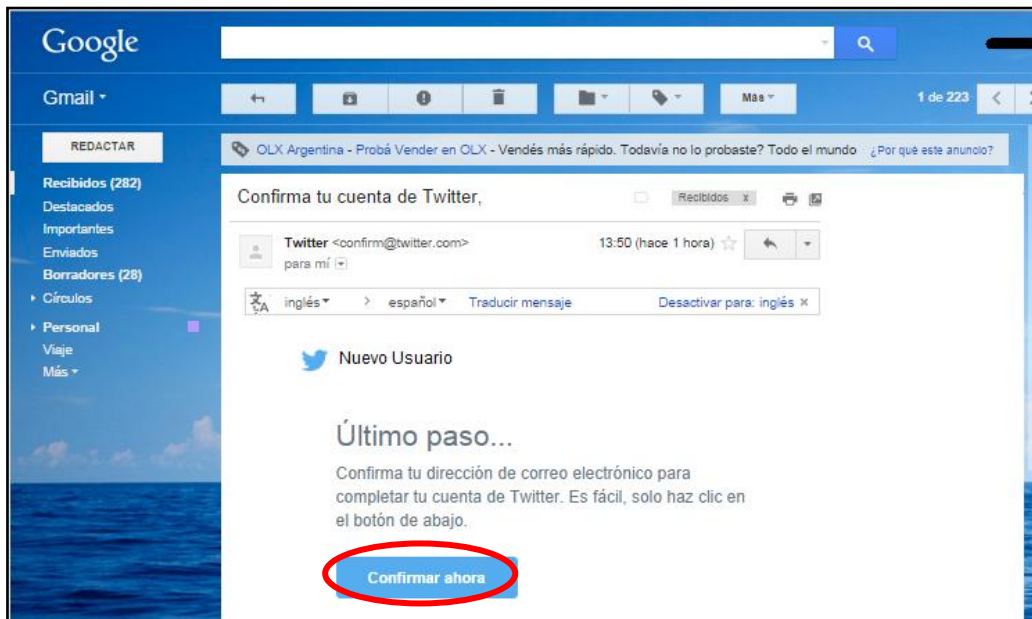 Google
Gmail
Más
1 de 223
REDACTAR
OLX Argentina - Probá Vender en OLX - Vendés más rápido. Todavía no lo probaste? Todo el mundo ¿Por qué este anuncio?
Recibidos (282)
Destacados
Importantes
Enviados
Borradores (28)
Círculos
Personal
Viaje
Más
Confirma tu cuenta de Twitter,
Recibidos x
Twitter <confirm@twitter.com>
13:50 (hace 1 hora)
para mí
inglés > español Traducir mensaje Desactivar para: inglés x
Nuevo Usuario
Último paso...
Confirma tu dirección de correo electrónico para
completar tu cuenta de Twitter. Es fácil, solo haz clic en
el botón de abajo.
Confirmar ahora